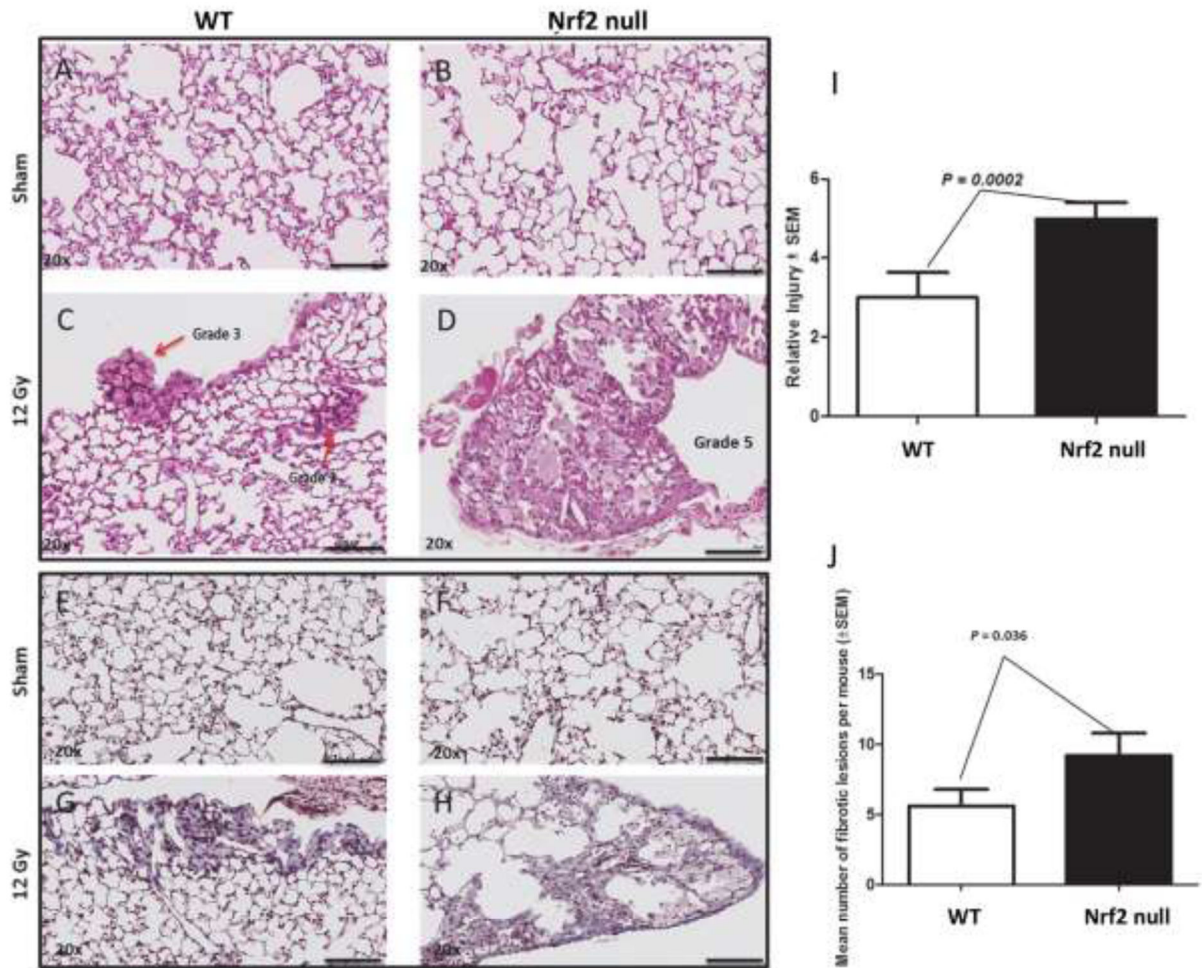 WT
Nrf2 null
Sham
A
20x
B
20x
12 Gy
C
Grade 3
20x
D
Grade 5
20x
Sham
E
20x
F
20x
12 Gy
G
20x
H
20x
I
P = 0.0002
Relative Injury ± SEM
6
4
2
0
WT
Nrf2 null
J
P = 0.036
Mean number of fibrotic lesions per mouse (±SEM)
15
10
5
0
WT
Nrf2 null